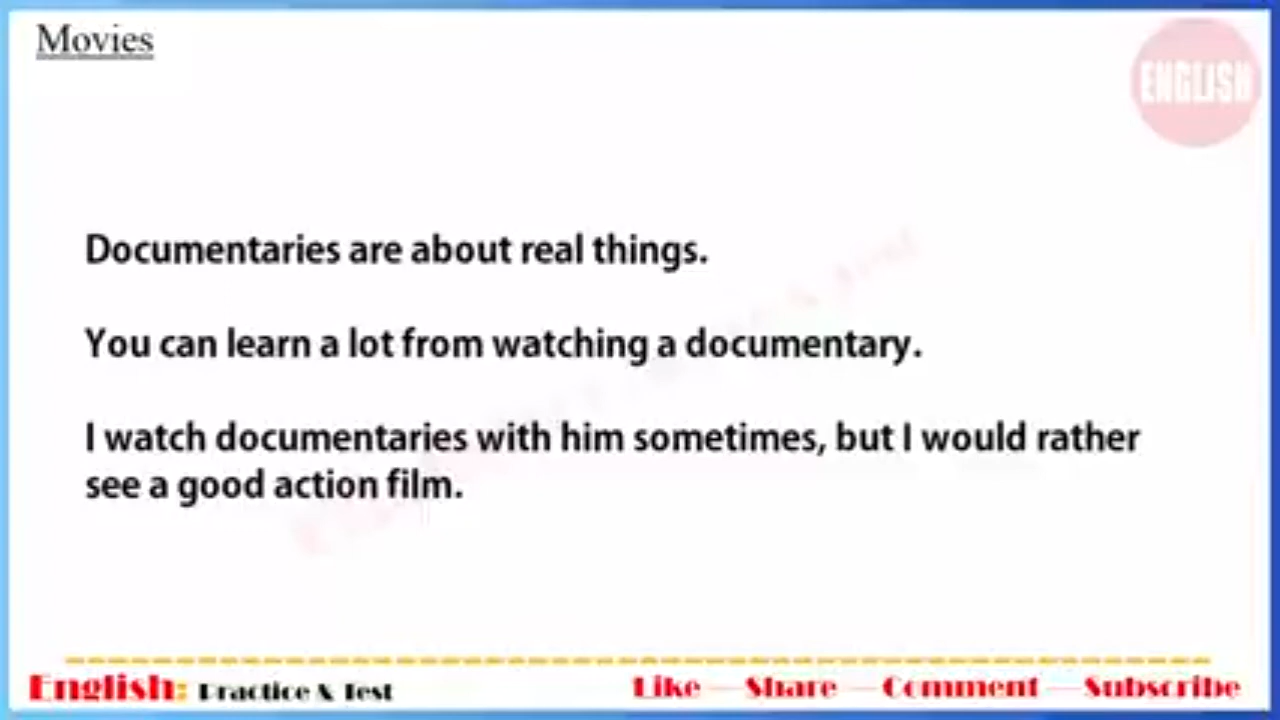 Movies
ENGLISH
Documentaries are about real things.
You can learn a lot from watching a documentary.
I watch documentaries with him sometimes, but I would rather
see a good action film.
English: Practice & Test
Like — Share — Comment — Subscribe